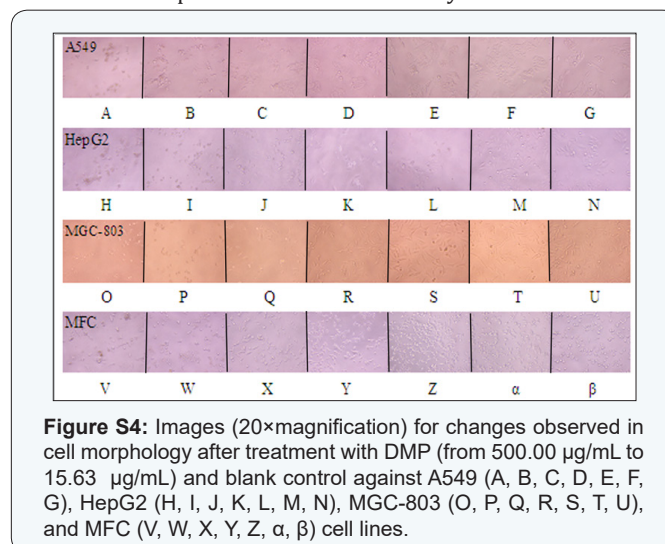 A549
A B C D E F G
HepG2
H I J K L M N
MGC-803
O P Q R S T U
MFC
V W X Y Z α β
Figure S4: Images (20×magnification) for changes observed in
cell morphology after treatment with DMP (from 500.00 µg/mL to
15.63 µg/mL) and blank control against A549 (A, B, C, D, E, F,
G), HepG2 (H, I, J, K, L, M, N), MGC-803 (O, P, Q, R, S, T, U),
and MFC (V, W, X, Y, Z, α, β) cell lines.